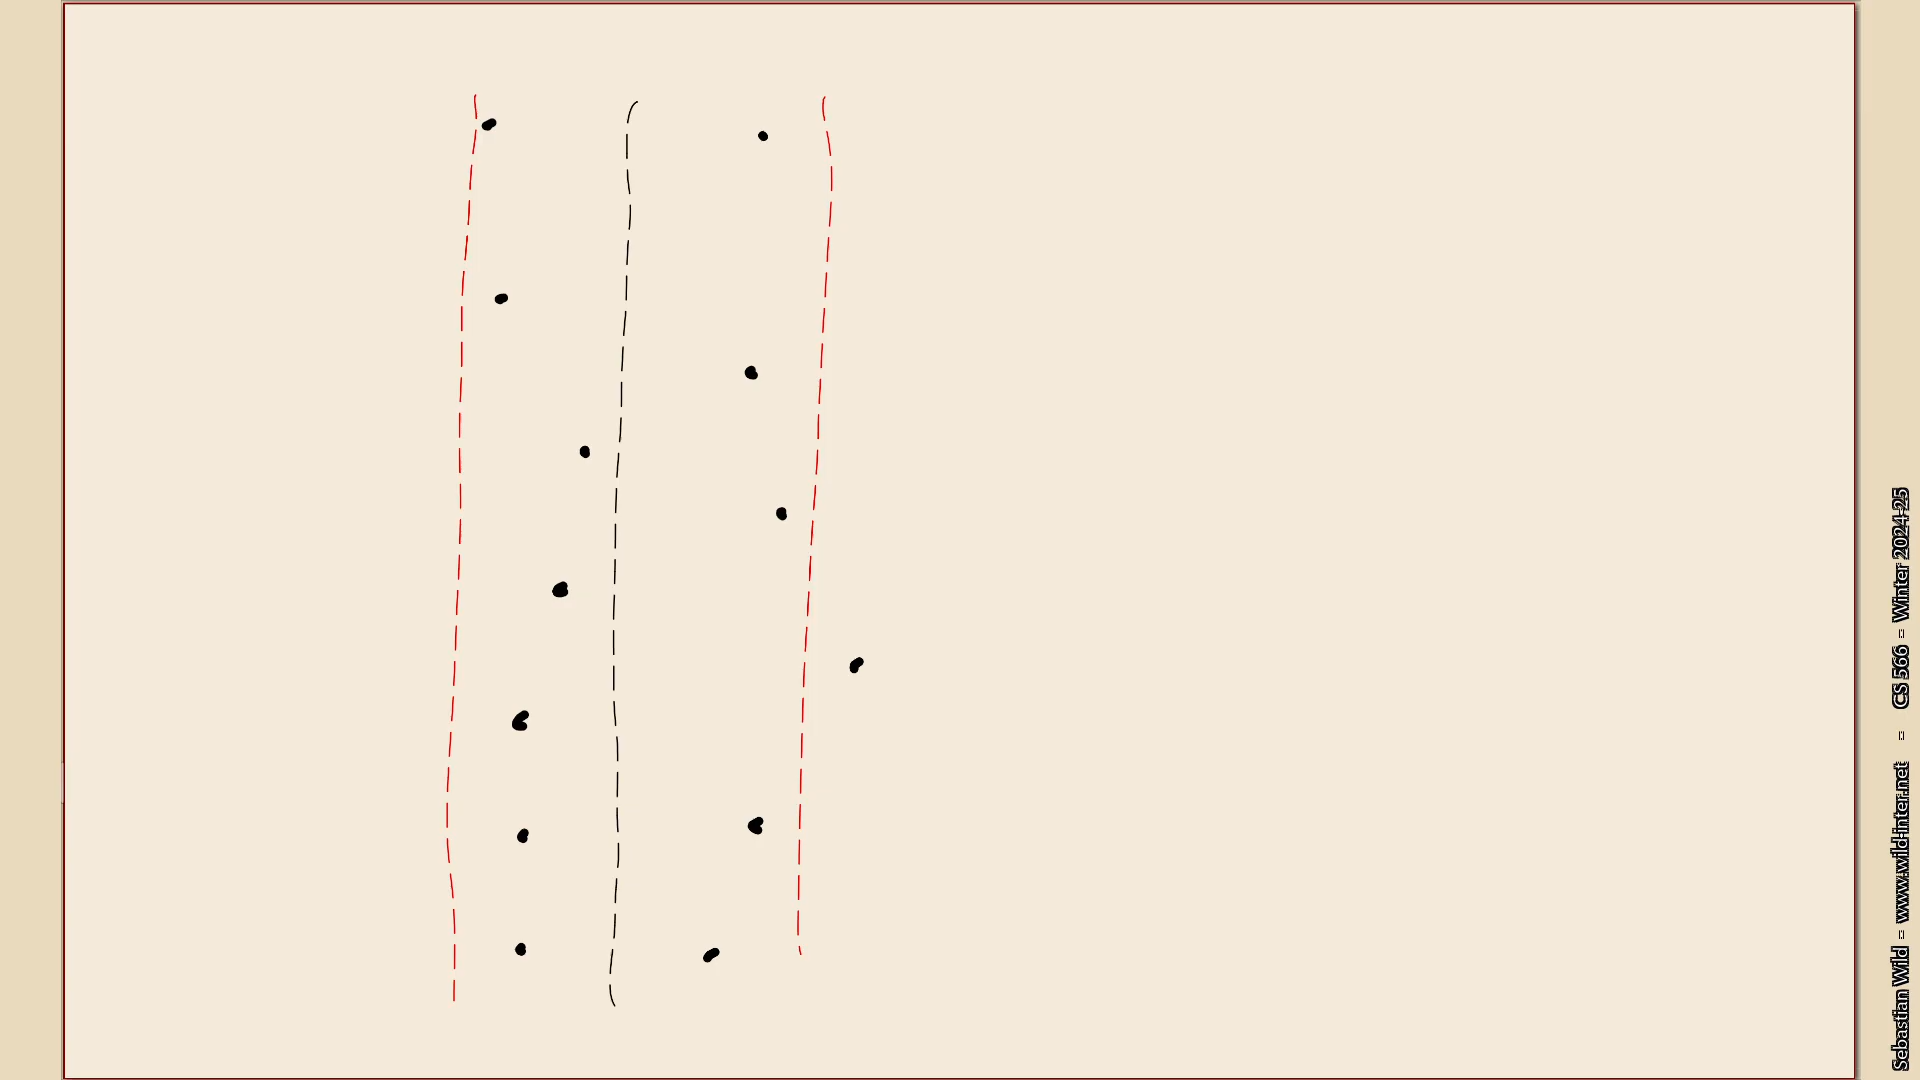 Sebastian Wild – www.wild-inter.net – CS 566 – Winter 2024-25